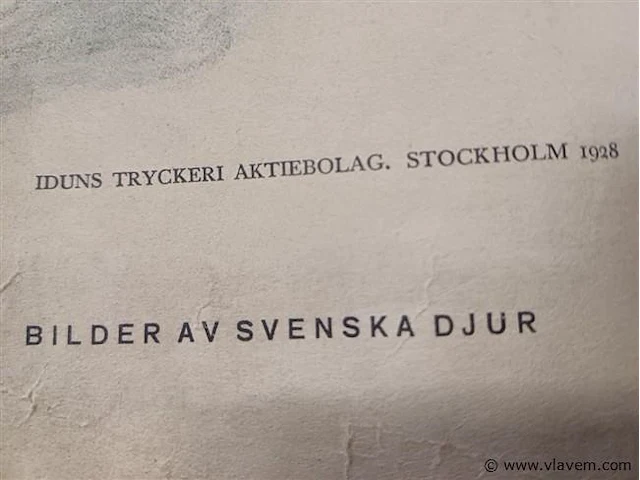 IDUNS TRYCKERI AKTIEBOLAG. STOCKHOLM 1928
BILDER AV SVENSKA DJUR
© www.vlavem.com